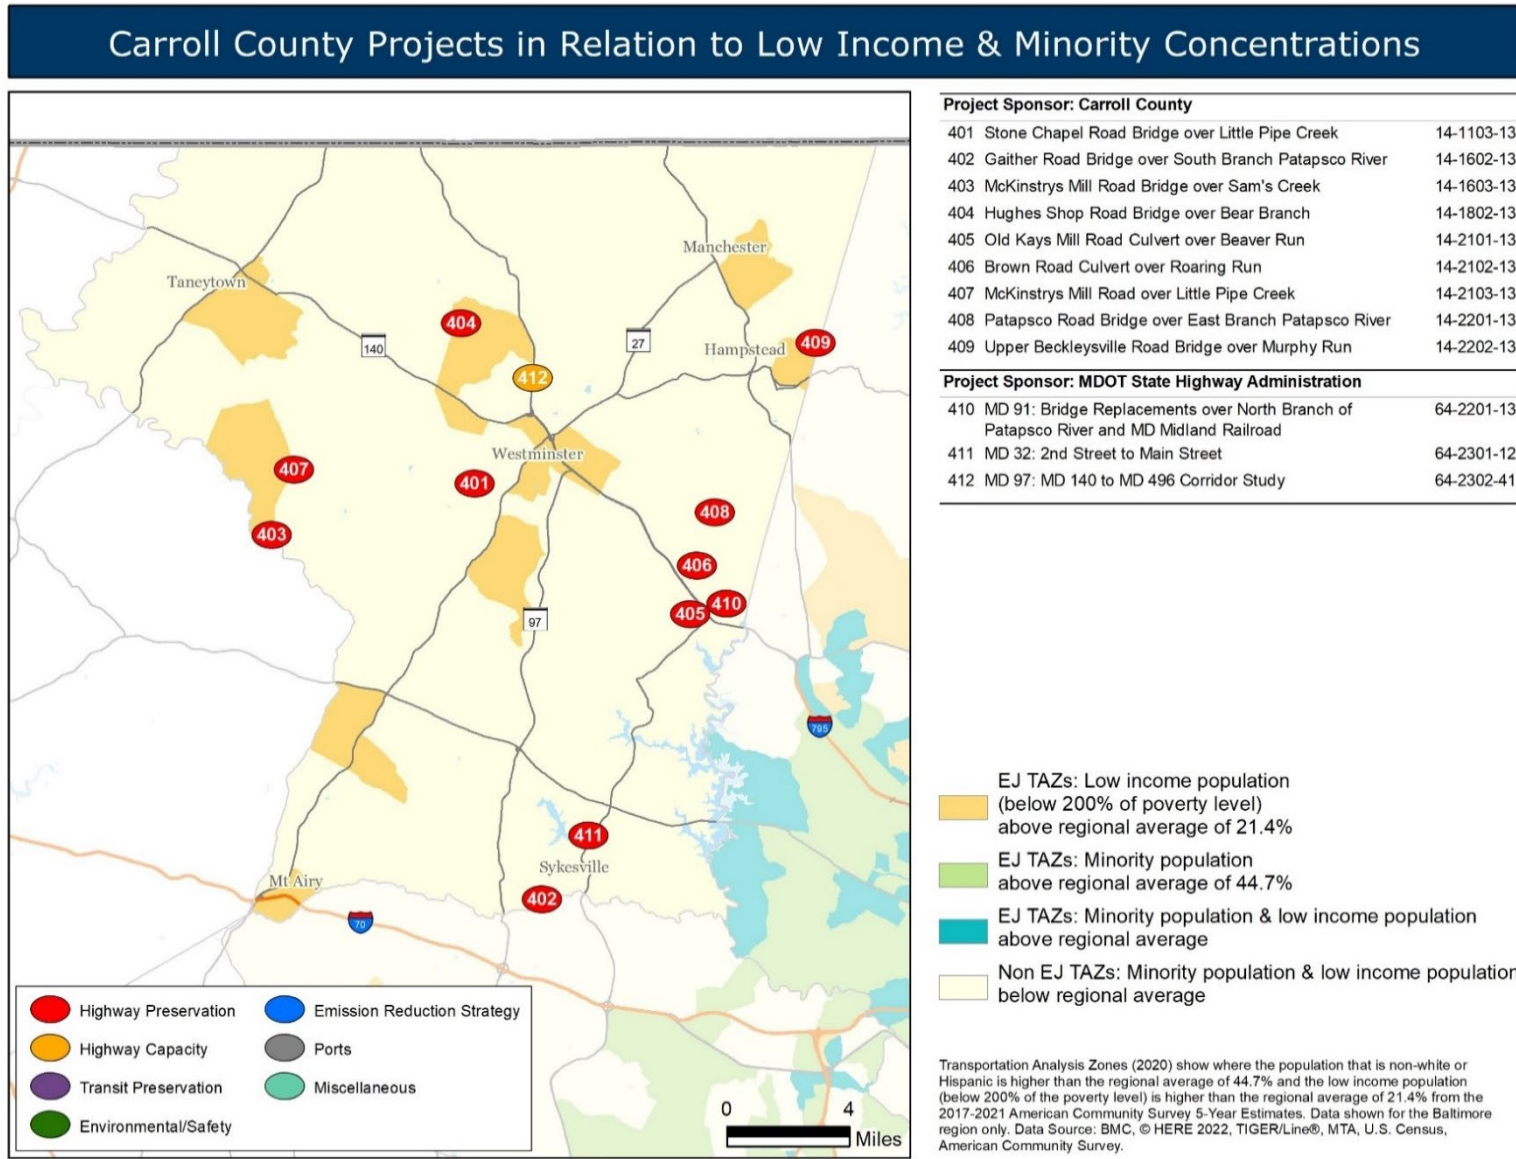 Carroll County Projects in Relation to Low Income & Minority Concentrations
Manchester
Taneytown
404
140
27
409
Hampstead
412
Westminster
407
401
408
403
406
410
405
97
795
411
Sykesville
Mt Airy
402
70
Highway Preservation
Emission Reduction Strategy
Highway Capacity
Ports
Transit Preservation
Miscellaneous
Environmental/Safety
0 4
Miles
Project Sponsor: Carroll County
401 Stone Chapel Road Bridge over Little Pipe Creek 14-1103-13
402 Gaither Road Bridge over South Branch Patapsco River 14-1602-13
403 McKinstrys Mill Road Bridge over Sam's Creek 14-1603-13
404 Hughes Shop Road Bridge over Bear Branch 14-1802-13
405 Old Kays Mill Road Culvert over Beaver Run 14-2101-13
406 Brown Road Culvert over Roaring Run 14-2102-13
407 McKinstrys Mill Road over Little Pipe Creek 14-2103-13
408 Patapsco Road Bridge over East Branch Patapsco River 14-2201-13
409 Upper Beckleysville Road Bridge over Murphy Run 14-2202-13
Project Sponsor: MDOT State Highway Administration
410 MD 91: Bridge Replacements over North Branch of 64-2201-13
Patapsco River and MD Midland Railroad
411 MD 32: 2nd Street to Main Street 64-2301-12
412 MD 97: MD 140 to MD 496 Corridor Study 64-2302-41
EJ TAZs: Low income population
(below 200% of poverty level)
above regional average of 21.4%
EJ TAZs: Minority population
above regional average of 44.7%
EJ TAZs: Minority population & low income population
above regional average
Non EJ TAZs: Minority population & low income population
below regional average
Transportation Analysis Zones (2020) show where the population that is non-white or
Hispanic is higher than the regional average of 44.7% and the low income population
(below 200% of the poverty level) is higher than the regional average of 21.4% from the
2017-2021 American Community Survey 5-Year Estimates. Data shown for the Baltimore
region only. Data Source: BMC, © HERE 2022, TIGER/Line®, MTA, U.S. Census,
American Community Survey.